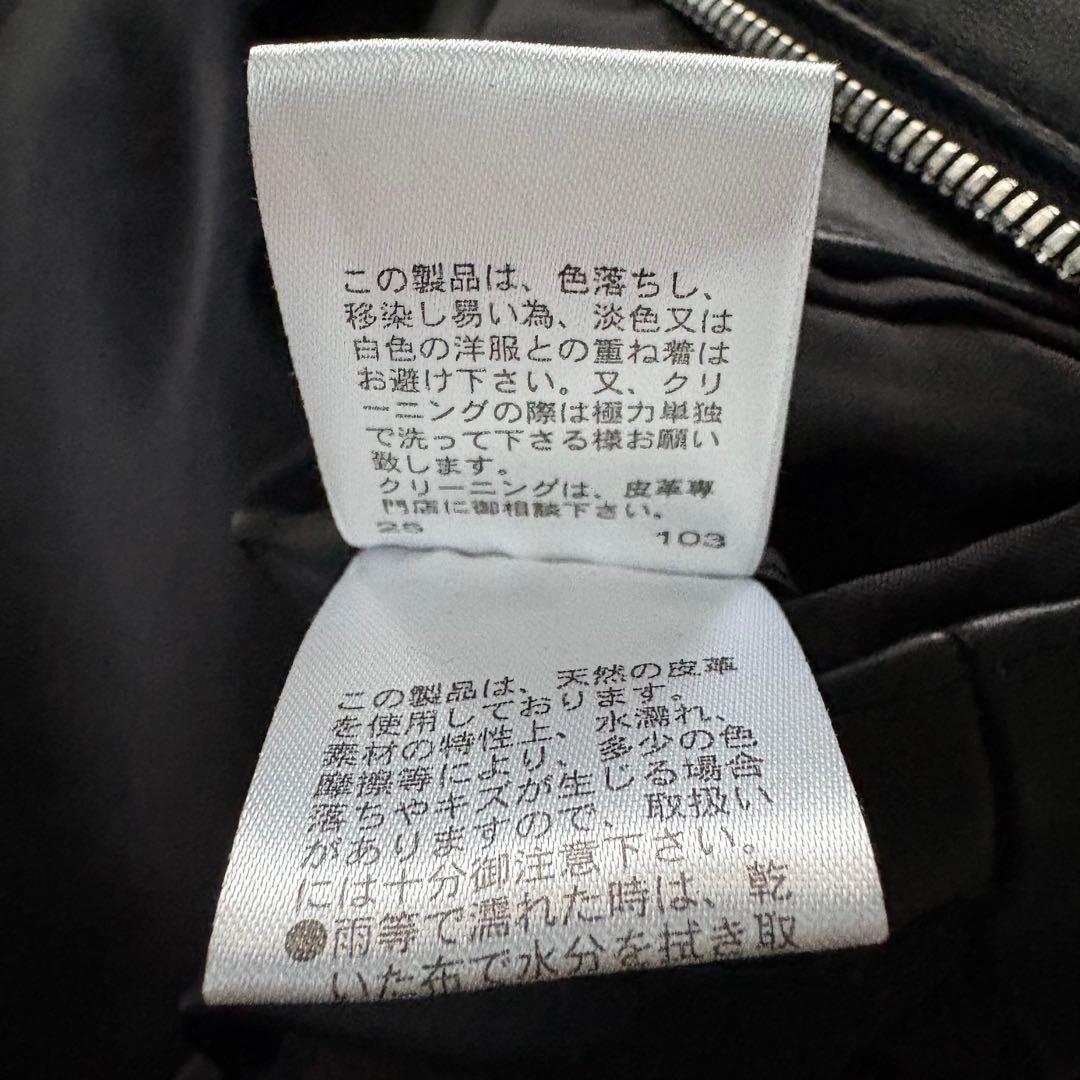 この製品は、色落ちし、
移染し易い為、淡色又は
白色の洋服との重ね着は
お避け下さい。又、クリ
ーニングの際は極力単独
で洗って下さる様お願い
致します。
クリーニングは、皮革専
門店に御相談下さい。
25 103
この製品は、天然の皮革
を使用しております。
素材の特性上、水濡れ、
摩擦等により、多少の色
落ちやキズが生じる場合
がありますので、取扱い
には十分御注意下さい。
●雨等で濡れた時は、乾
いた布で水分を拭き取